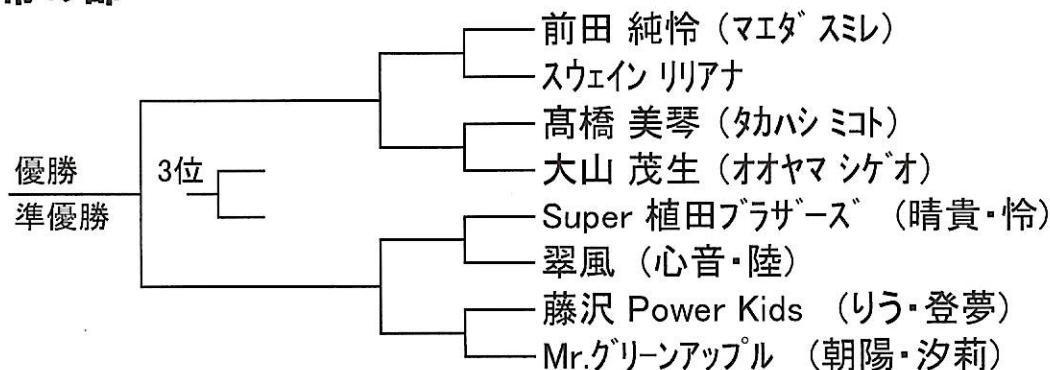 前田 純怜 (マエダ スミレ)
スウェイン リリアナ
髙橋 美琴 (タカハシ ミコト)
大山 茂生 (オオヤマ シゲオ)
優勝
3位
準優勝
Super 植田ブラザーズ (晴貴・怜)
翠風 (心音・陸)
藤沢 Power Kids (りう・登夢)
Mr.グリーンアップル (朝陽・汐莉)